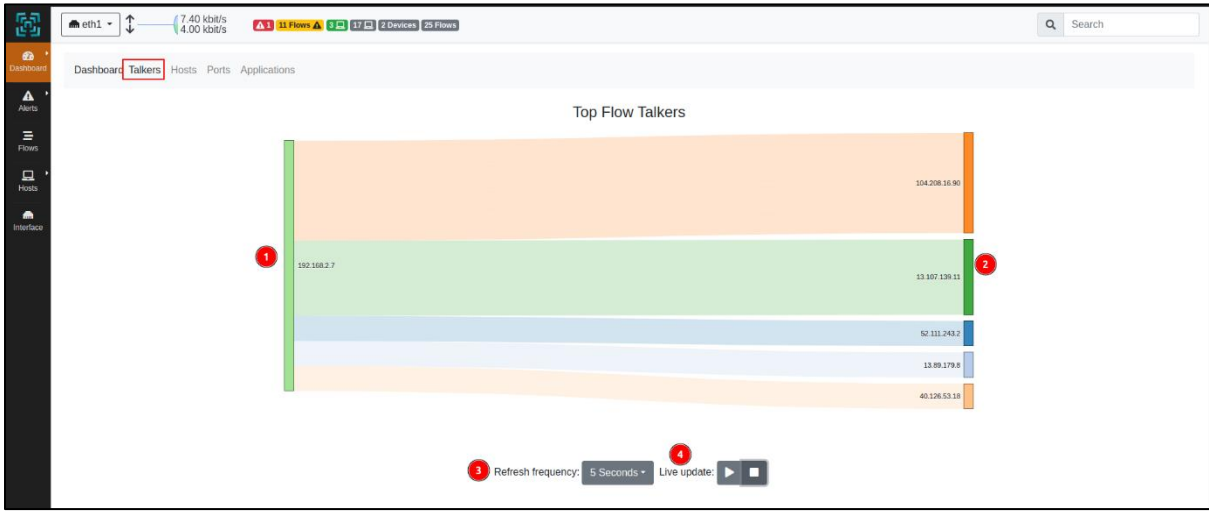 eth1
7.40 kbit/s
4.00 kbit/s
1
11 Flows
3
17
2 Devices
25 Flows
Search
Dashboard
Alerts
Flows
Hosts
Interface
Dashboard Talkers Hosts Ports Applications
Top Flow Talkers
104.208.16.90
1
192.168.2.7
2
13.107.139.11
52.111.243.2
13.89.179.8
40.126.53.18
4
3 Refresh frequency: 5 Seconds Live update: